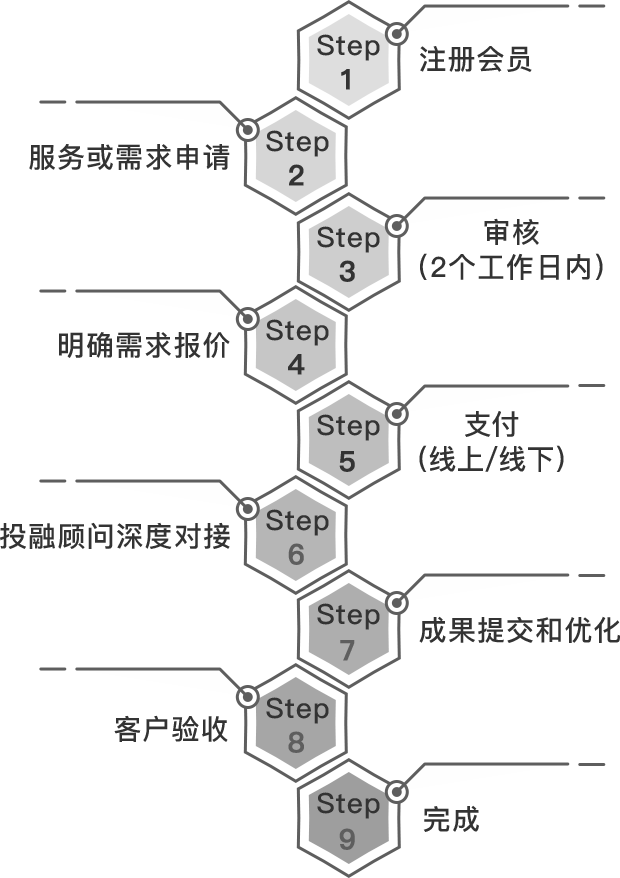 Step
1
注册会员
Step
2
服务或需求申请
Step
3
审核
(2个工作日内)
Step
4
明确需求报价
Step
5
支付
(线上/线下)
Step
6
投融顾问深度对接
Step
7
成果提交和优化
Step
8
客户验收
Step
9
完成